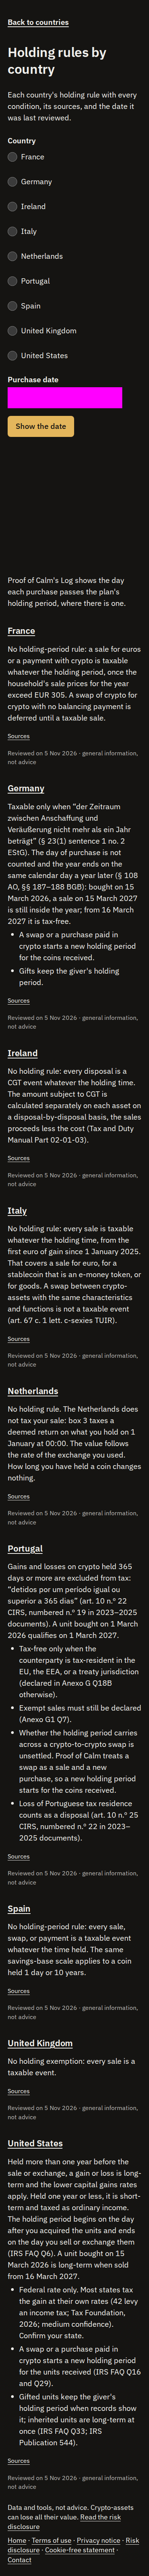 Back to countries
Holding rules by
country
Each country's holding rule with every
condition, its sources, and the date it
was last reviewed.
Country
France
Germany
Ireland
Italy
Netherlands
Portugal
Spain
United Kingdom
United States
Purchase date
Show the date
Proof of Calm's Log shows the day
each purchase passes the plan's
holding period, where there is one.
France
No holding-period rule: a sale for euros
or a payment with crypto is taxable
whatever the holding period, once the
household's sale prices for the year
exceed EUR 305. A swap of crypto for
crypto with no balancing payment is
deferred until a taxable sale.
Sources
Reviewed on 5 Nov 2026 · general information,
not advice
Germany
Taxable only when “der Zeitraum
zwischen Anschaffung und
Veräußerung nicht mehr als ein Jahr
beträgt” (§ 23(1) sentence 1 no. 2
EStG). The day of purchase is not
counted and the year ends on the
same calendar day a year later (§ 108
AO, §§ 187–188 BGB): bought on 15
March 2026, a sale on 15 March 2027
is still inside the year; from 16 March
2027 it is tax-free.
• A swap or a purchase paid in
crypto starts a new holding period
for the coins received.
• Gifts keep the giver's holding
period.
Sources
Reviewed on 5 Nov 2026 · general information,
not advice
Ireland
No holding rule: every disposal is a
CGT event whatever the holding time.
The amount subject to CGT is
calculated separately on each asset on
a disposal-by-disposal basis, the sales
proceeds less the cost (Tax and Duty
Manual Part 02-01-03).
Sources
Reviewed on 5 Nov 2026 · general information,
not advice
Italy
No holding rule: every sale is taxable
whatever the holding time, from the
first euro of gain since 1 January 2025.
That covers a sale for euro, for a
stablecoin that is an e-money token, or
for goods. A swap between crypto-
assets with the same characteristics
and functions is not a taxable event
(art. 67 c. 1 lett. c-sexies TUIR).
Sources
Reviewed on 5 Nov 2026 · general information,
not advice
Netherlands
No holding rule. The Netherlands does
not tax your sale: box 3 taxes a
deemed return on what you hold on 1
January at 00:00. The value follows
the rate of the exchange you used.
How long you have held a coin changes
nothing.
Sources
Reviewed on 5 Nov 2026 · general information,
not advice
Portugal
Gains and losses on crypto held 365
days or more are excluded from tax:
“detidos por um período igual ou
superior a 365 dias” (art. 10 n.º 22
CIRS, numbered n.º 19 in 2023–2025
documents). A unit bought on 1 March
2026 qualifies on 1 March 2027.
• Tax-free only when the
counterparty is tax-resident in the
EU, the EEA, or a treaty jurisdiction
(declared in Anexo G Q18B
otherwise).
• Exempt sales must still be declared
(Anexo G1 Q7).
• Whether the holding period carries
across a crypto-to-crypto swap is
unsettled. Proof of Calm treats a
swap as a sale and a new
purchase, so a new holding period
starts for the coins received.
• Loss of Portuguese tax residence
counts as a disposal (art. 10 n.º 25
CIRS, numbered n.º 22 in 2023–
2025 documents).
Sources
Reviewed on 5 Nov 2026 · general information,
not advice
Spain
No holding-period rule: every sale,
swap, or payment is a taxable event
whatever the time held. The same
savings-base scale applies to a coin
held 1 day or 10 years.
Sources
Reviewed on 5 Nov 2026 · general information,
not advice
United Kingdom
No holding exemption: every sale is a
taxable event.
Sources
Reviewed on 5 Nov 2026 · general information,
not advice
United States
Held more than one year before the
sale or exchange, a gain or loss is long-
term and the lower capital gains rates
apply. Held one year or less, it is short-
term and taxed as ordinary income.
The holding period begins on the day
after you acquired the units and ends
on the day you sell or exchange them
(IRS FAQ Q6). A unit bought on 15
March 2026 is long-term when sold
from 16 March 2027.
• Federal rate only. Most states tax
the gain at their own rates (42 levy
an income tax; Tax Foundation,
2026; medium confidence).
Confirm your state.
• A swap or a purchase paid in
crypto starts a new holding period
for the units received (IRS FAQ Q16
and Q29).
• Gifted units keep the giver's
holding period when records show
it; inherited units are long-term at
once (IRS FAQ Q33; IRS
Publication 544).
Sources
Reviewed on 5 Nov 2026 · general information,
not advice
Data and tools, not advice. Crypto-assets
can lose all their value. Read the risk
disclosure
Home · Terms of use · Privacy notice · Risk
disclosure · Cookie-free statement ·
Contact